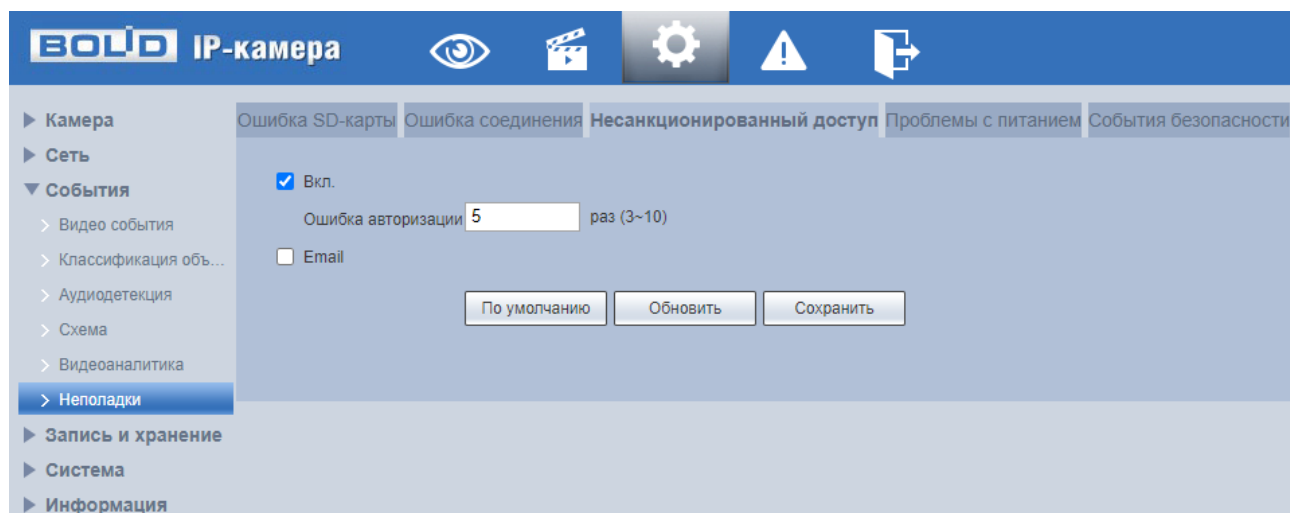 BOLID IP-камера
Камера
Сеть
События
Видео события
Классификация объ...
Аудиодетекция
Схема
Видеоаналитика
Неполадки
Запись и хранение
Система
Информация
Ошибка SD-карты Ошибка соединения Несанкционированный доступ Проблемы с питанием События безопасности
Вкл.
Ошибка авторизации 5 раз (3~10)
Email
По умолчанию Обновить Сохранить